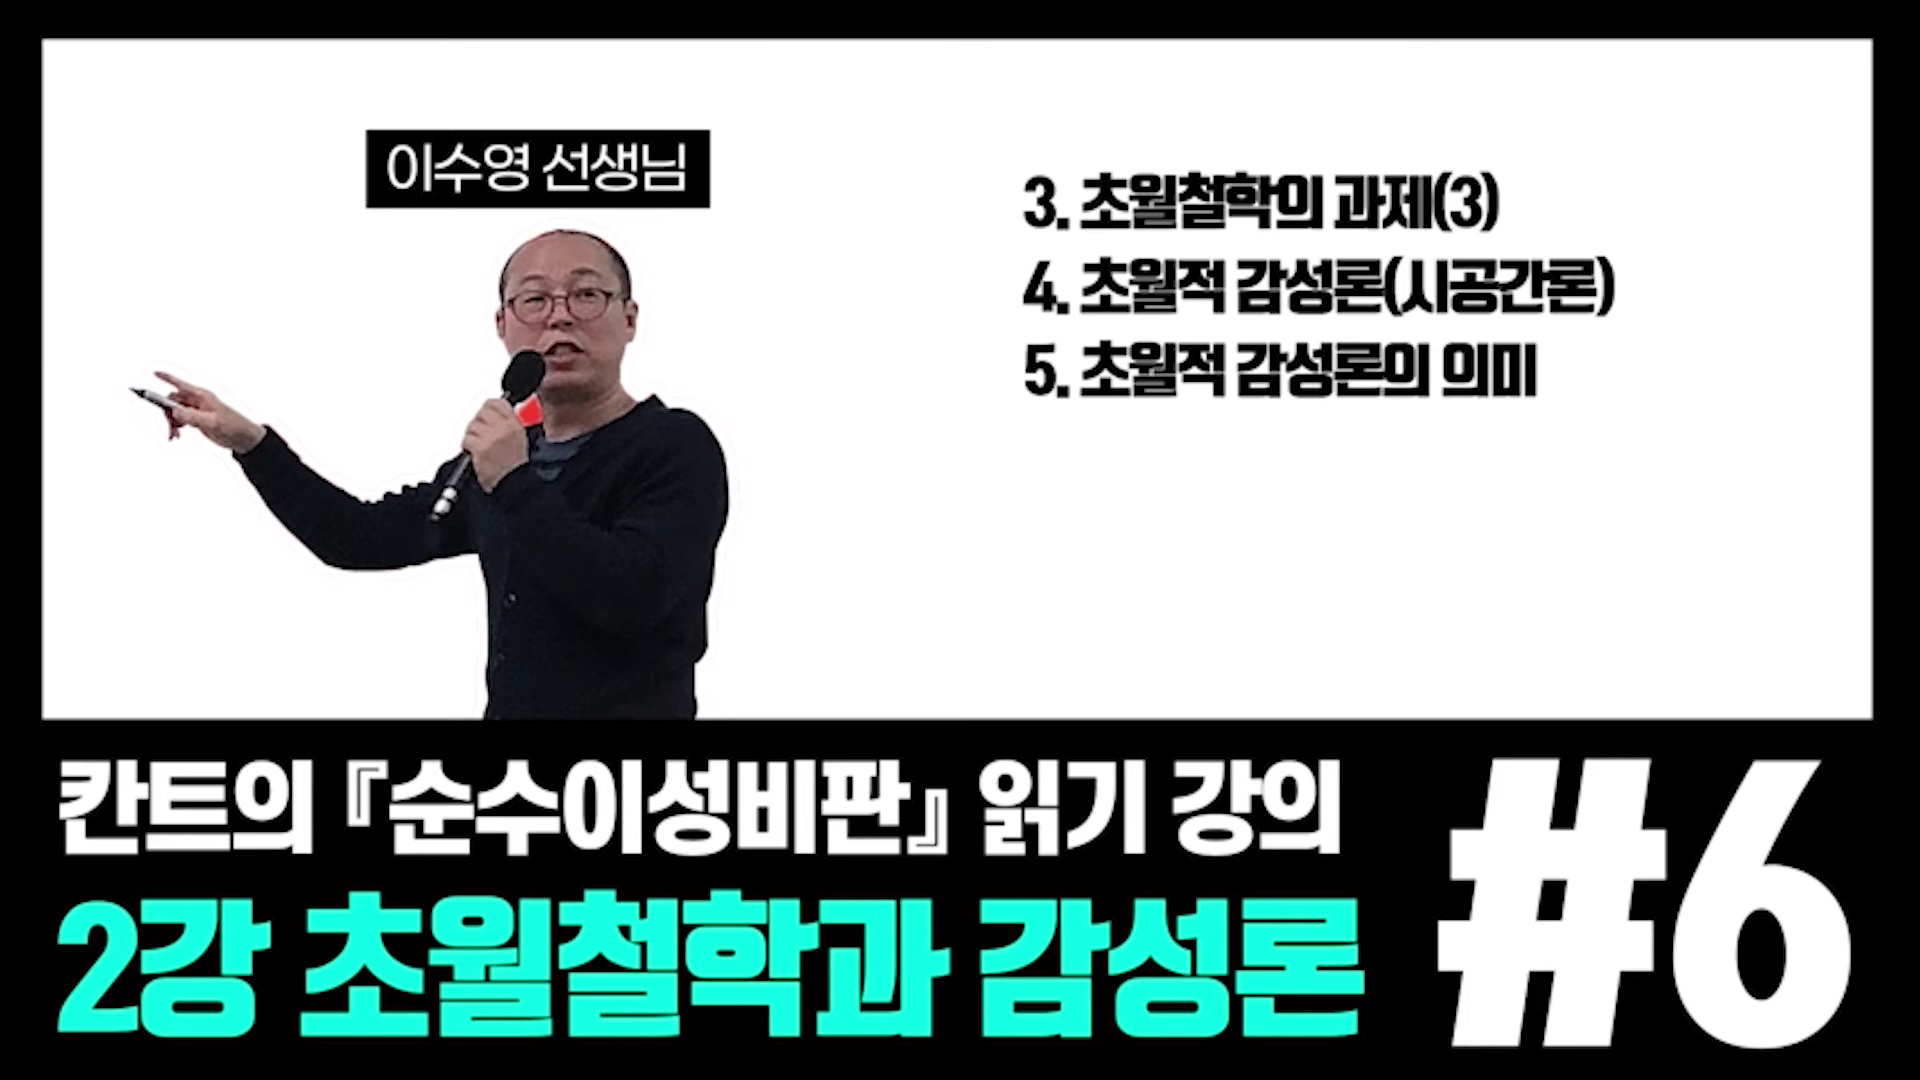 이수영 선생님
3. 초월철학의 과제(3)
4. 초월적 감성론(시공간론)
5. 초월적 감성론의 의미
칸트의 『순수이성비판』 읽기 강의
2강 초월철학과 감성론
#6